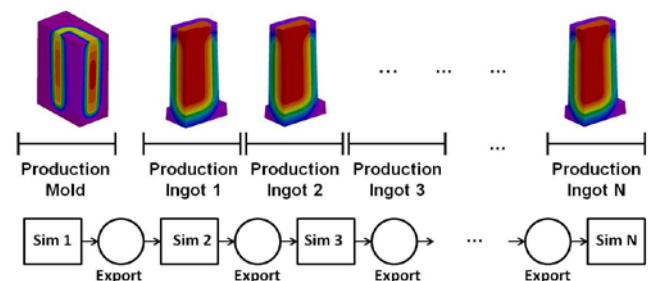 ... ... ...
...
Production Mold
Production Ingot 1
Production Ingot 2
Production Ingot 3
Production Ingot N
Sim 1
Sim 2
Sim 3
...
Sim N
Export
Export
Export
Export